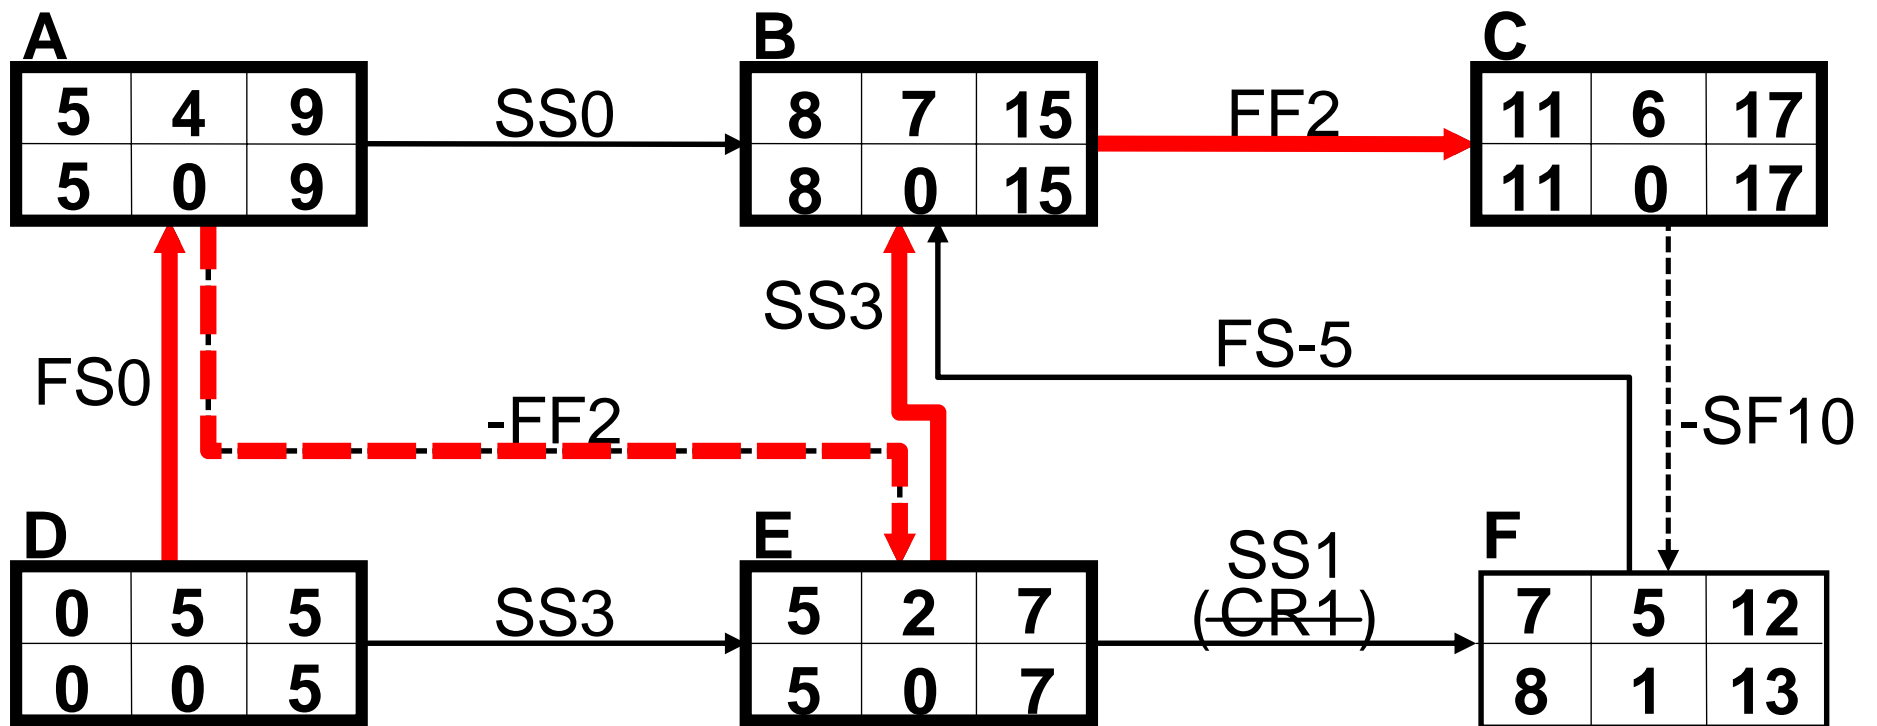 A B C
5 4 9 SS0 8 7 15 FF2 11 6 17
5 0 9 8 0 15 11 0 17
SS3
FS-5
FS0
-FF2 -SF10
D E F
SS1
0 5 5 SS3 5 2 7 (CR1) 7 5 12
0 0 5 5 0 7 8 1 13